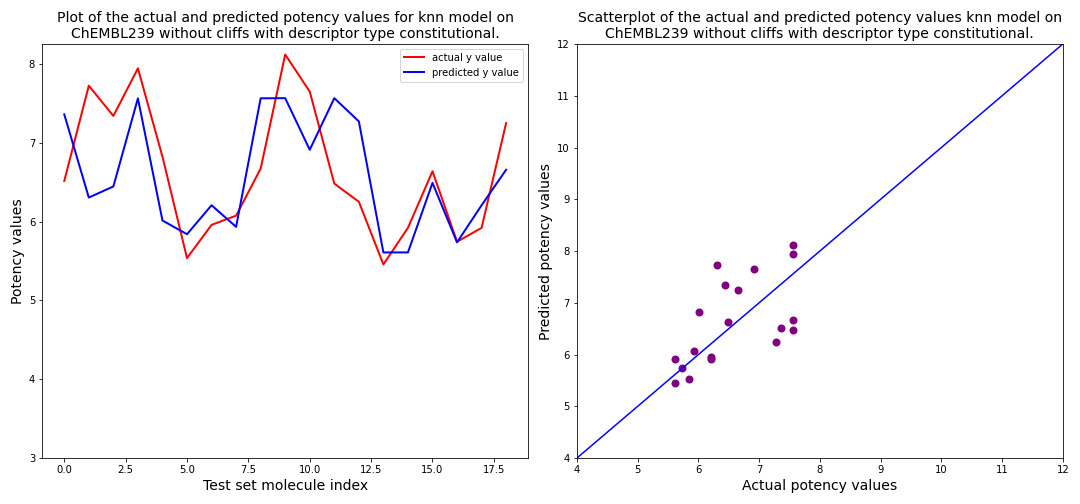 Plot of the actual and predicted potency values for knn model on
ChEMBL239 without cliffs with descriptor type constitutional.
actual y value
predicted y value
Potency values
8
7
6
5
4
3
0.0 2.5 5.0 7.5 10.0 12.5 15.0 17.5
Test set molecule index
Scatterplot of the actual and predicted potency values knn model on
ChEMBL239 without cliffs with descriptor type constitutional.
Predicted potency values
12
11
10
9
8
7
6
5
4
4 5 6 7 8 9 10 11 12
Actual potency values